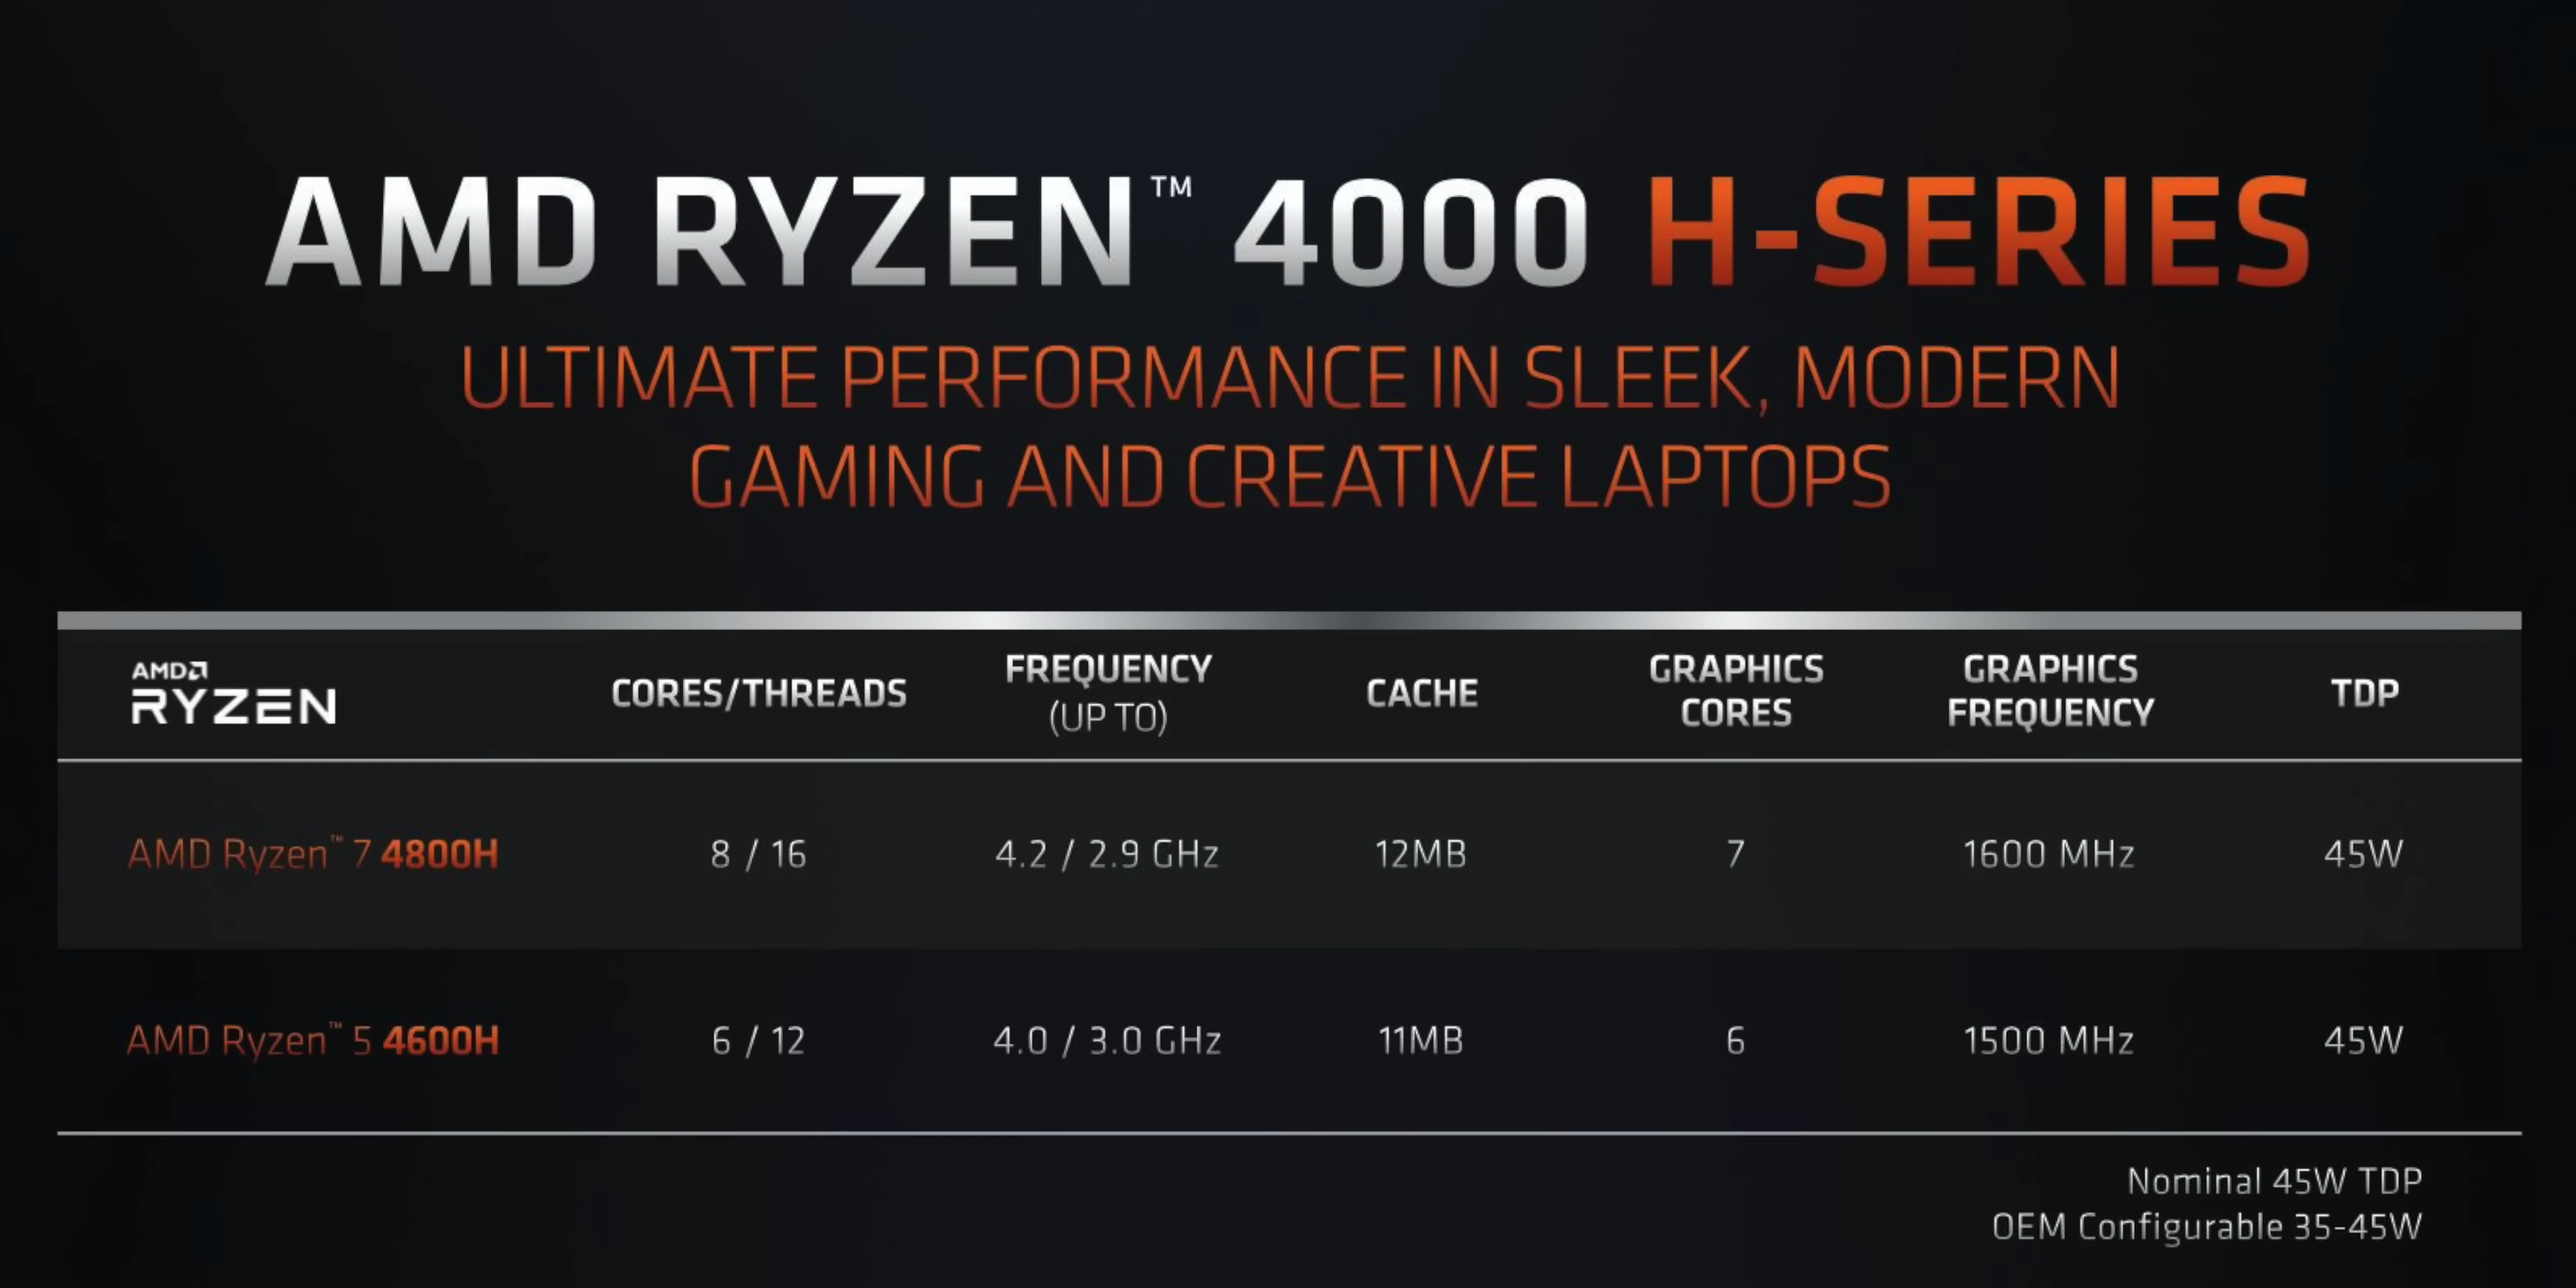 AMD RYZEN™ 4000 H-SERIES
ULTIMATE PERFORMANCE IN SLEEK, MODERN
GAMING AND CREATIVE LAPTOPS
AMD RYZEN CORES/THREADS FREQUENCY (UP TO) CACHE GRAPHICS CORES GRAPHICS FREQUENCY TDP
AMD Ryzen™ 7 4800H 8 / 16 4.2 / 2.9 GHz 12MB 7 1600 MHz 45W
AMD Ryzen™ 5 4600H 6 / 12 4.0 / 3.0 GHz 11MB 6 1500 MHz 45W
Nominal 45W TDP
OEM Configurable 35-45W